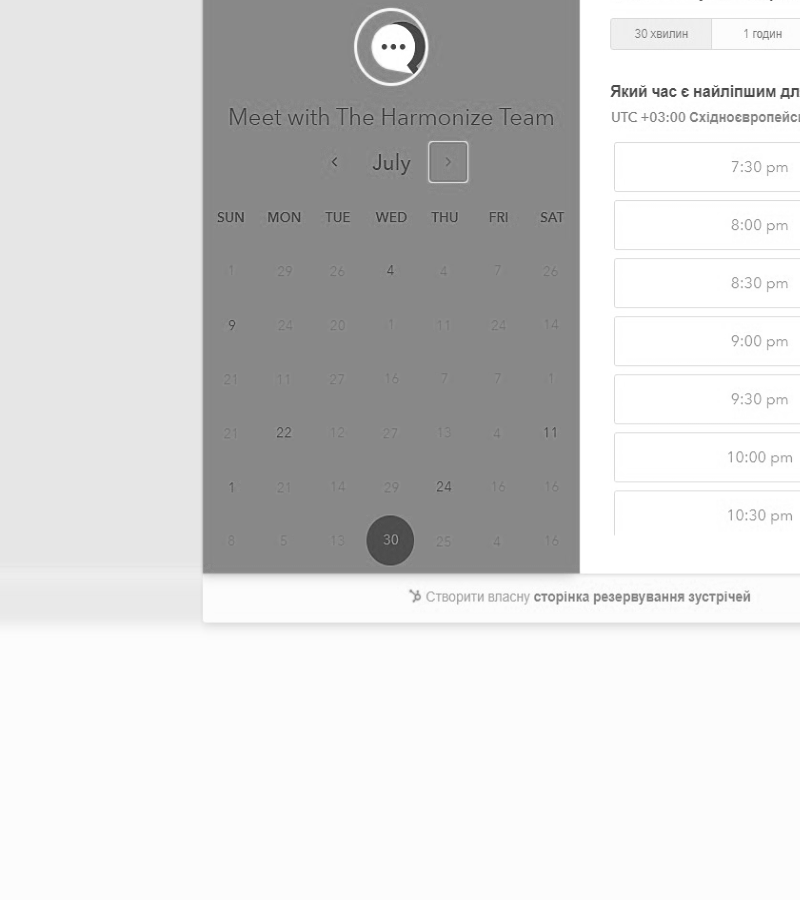 Meet with The Harmonize Team
July
SUN MON TUE WED THU FRI SAT
1 29 26 4 4 7 26
9 24 20 1 11 24 14
21 11 27 16 7 7 1
21 22 12 27 13 4 11
1 21 14 29 24 16 16
8 5 13 30 25 4 16
30 хвилин 1 годин
Який час є найліпшим
UTC +03:00
7:30 pm
8:00 pm
8:30 pm
9:00 pm
9:30 pm
10:00 pm
10:30 pm
Створити власну сторінка резервування зустрічей